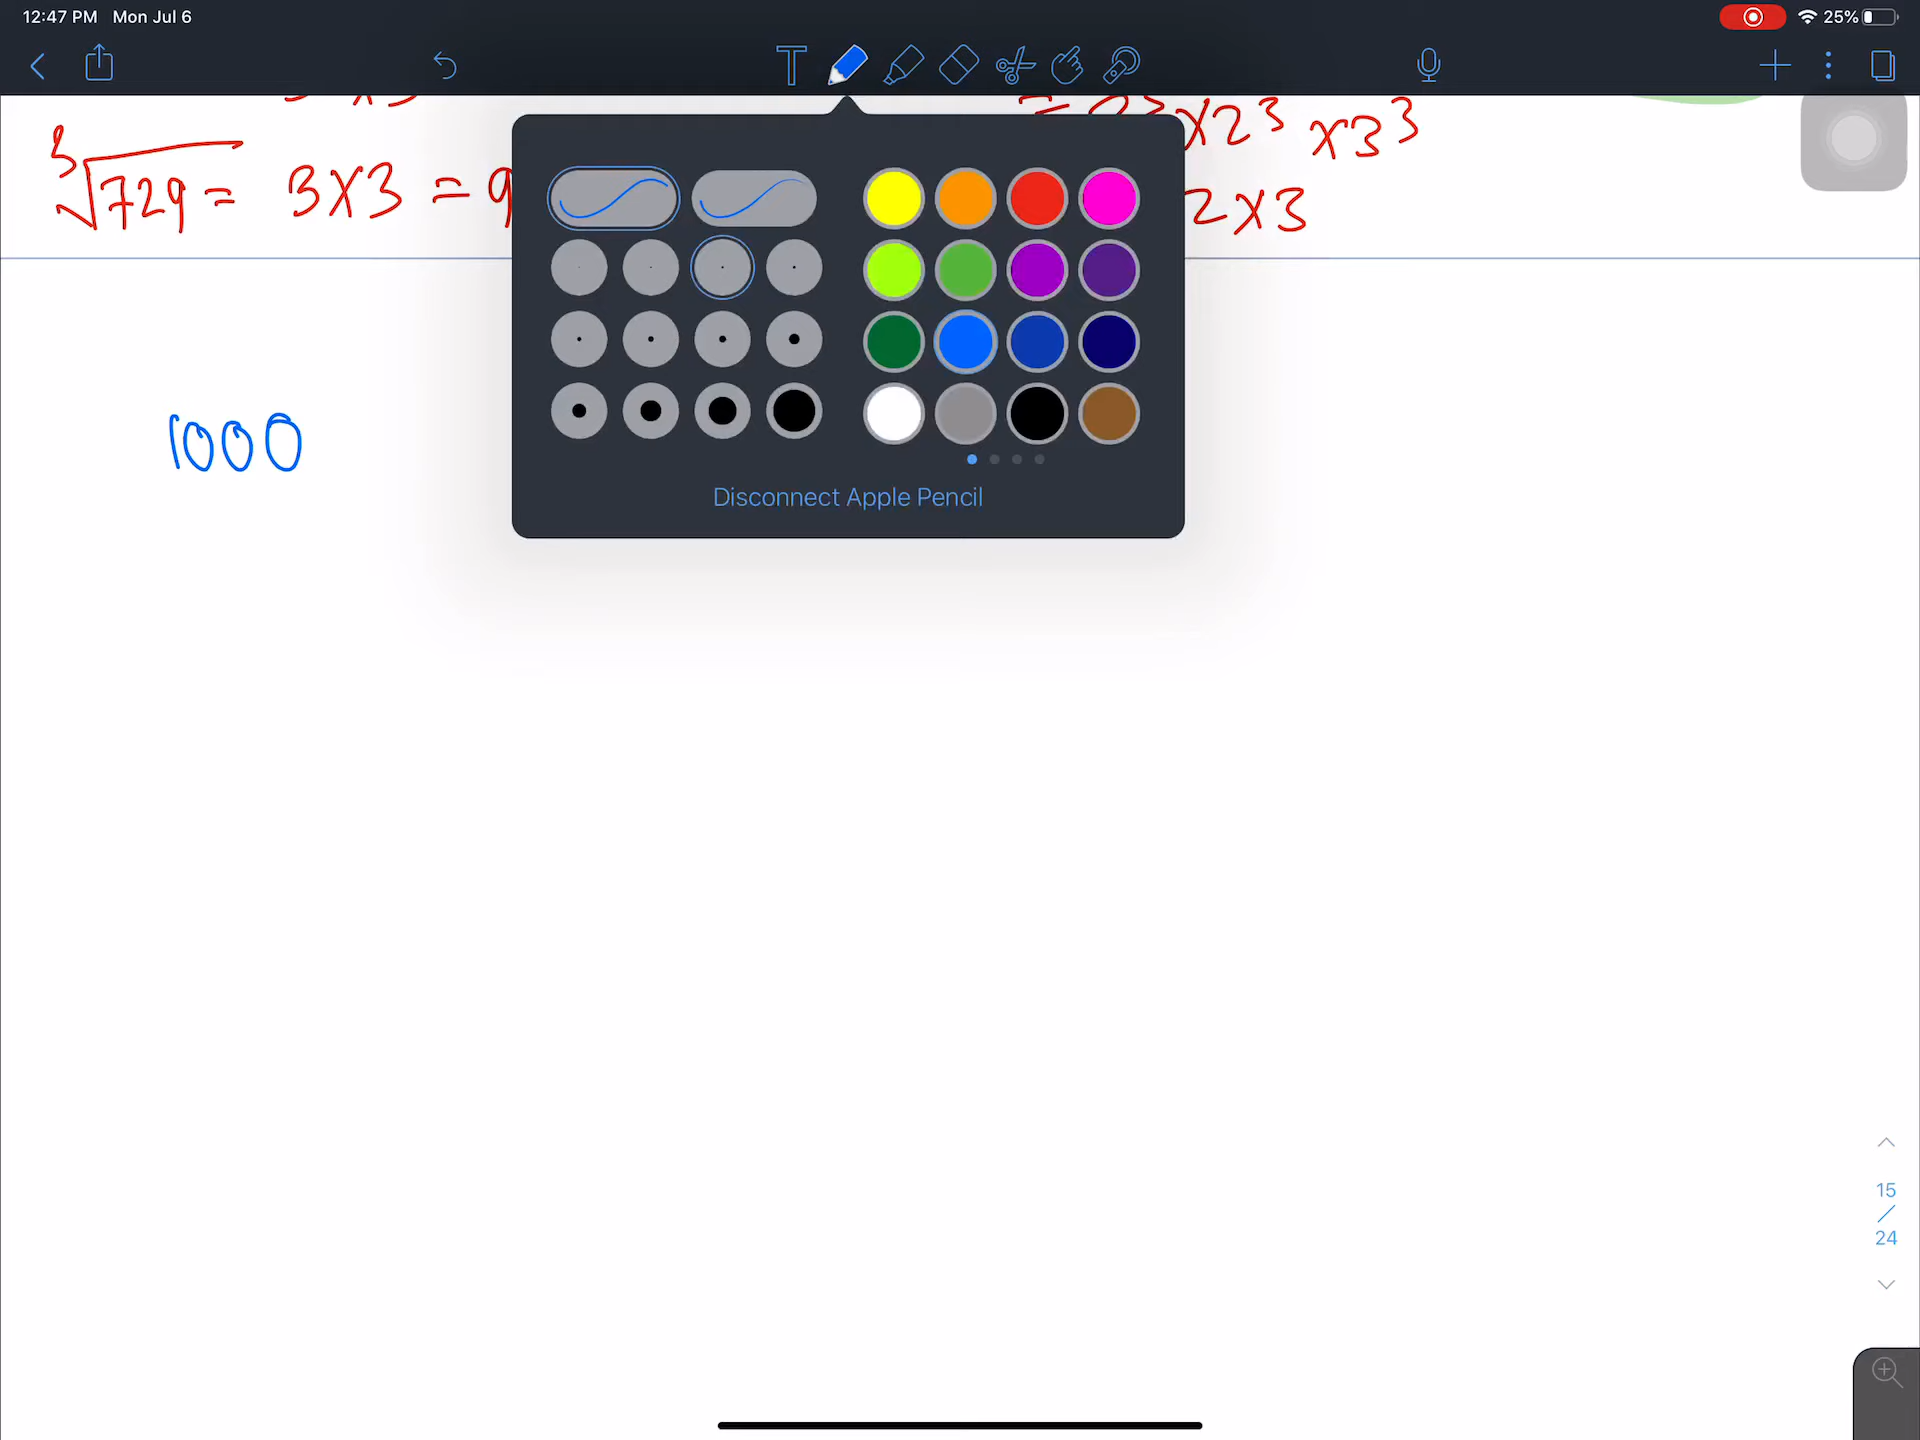 12:47 PM Mon Jul 6
25%
x2³ x3³
∛729 = 3x3 = 9
2x3
1000
Disconnect Apple Pencil
15
/
24